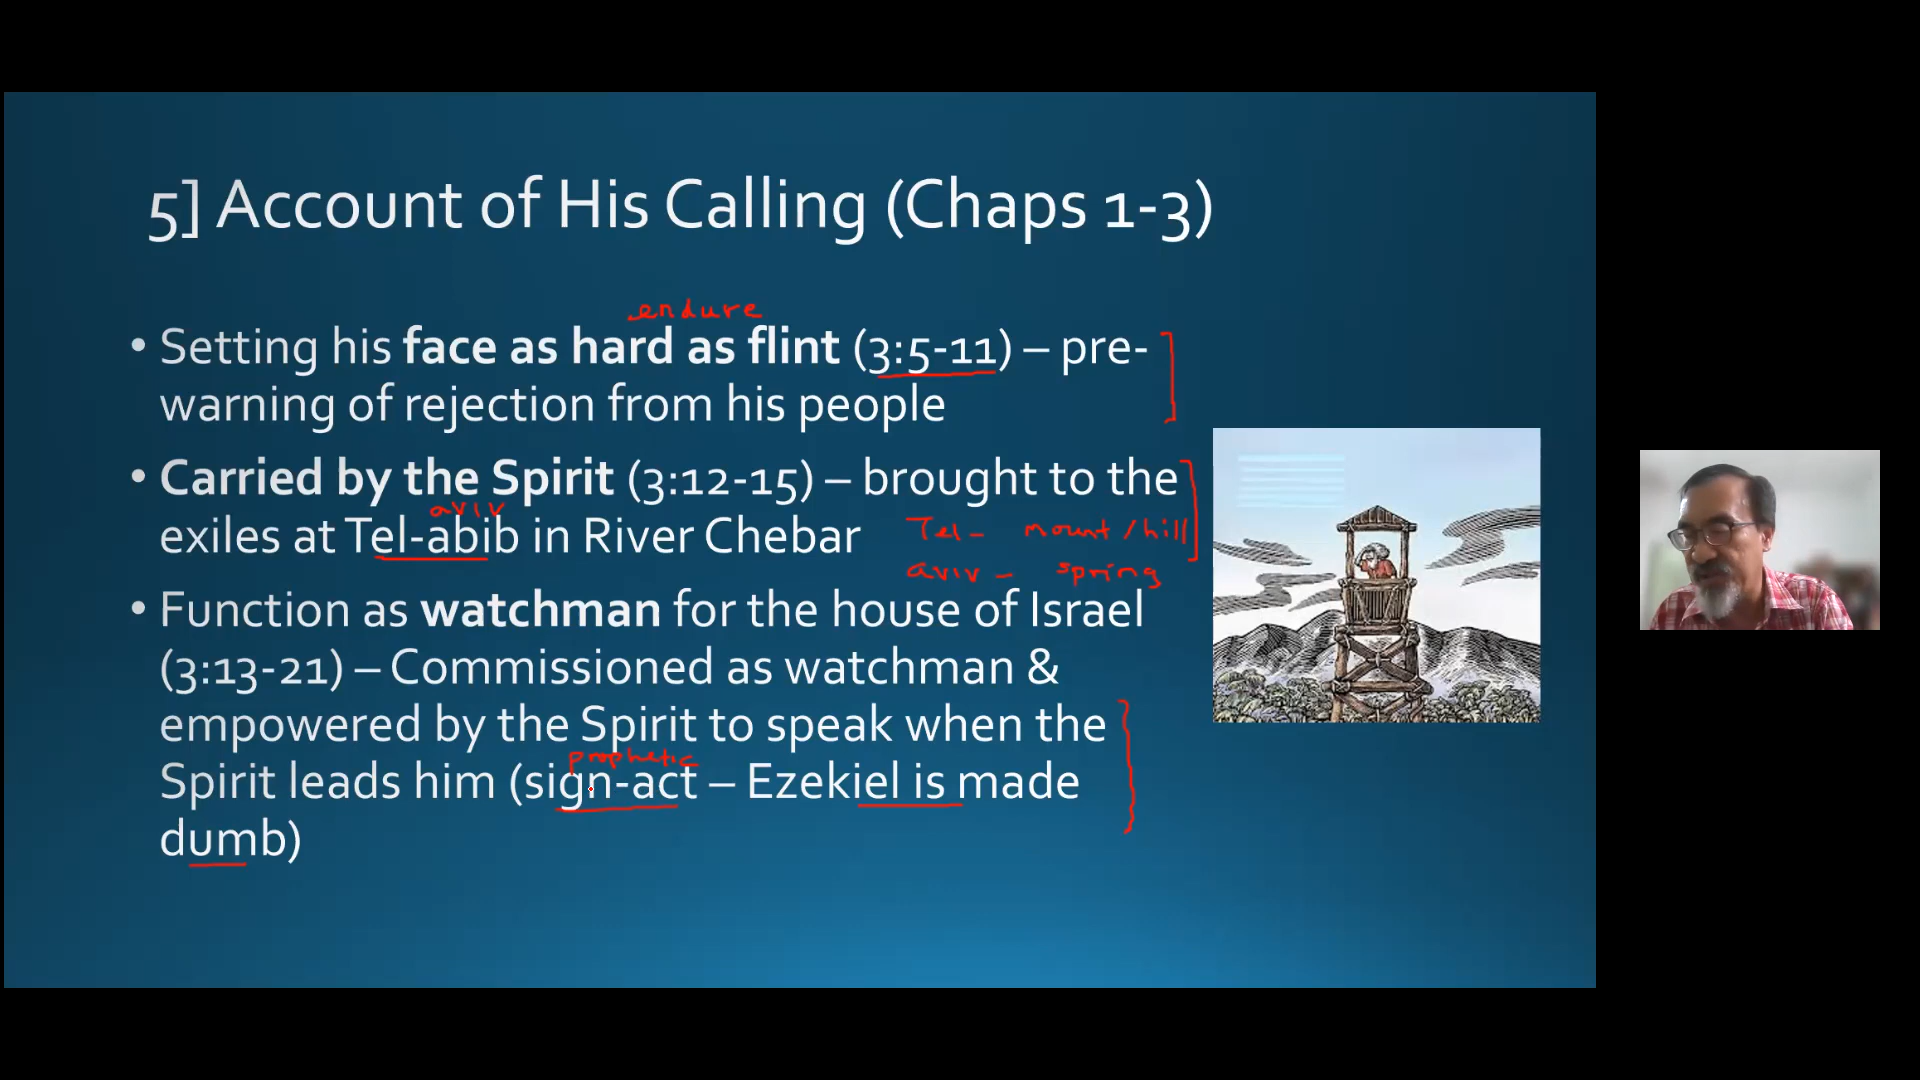 5] Account of His Calling (Chaps 1-3)
endure
• Setting his face as hard as flint (3:5-11) – pre-
warning of rejection from his people
• Carried by the Spirit (3:12-15) – brought to the
aviv
exiles at Tel-abib in River Chebar
Tel - mount / hill
aviv - spring
• Function as watchman for the house of Israel
(3:13-21) – Commissioned as watchman &
empowered by the Spirit to speak when the
prophetic
Spirit leads him (sign-act – Ezekiel is made
dumb)